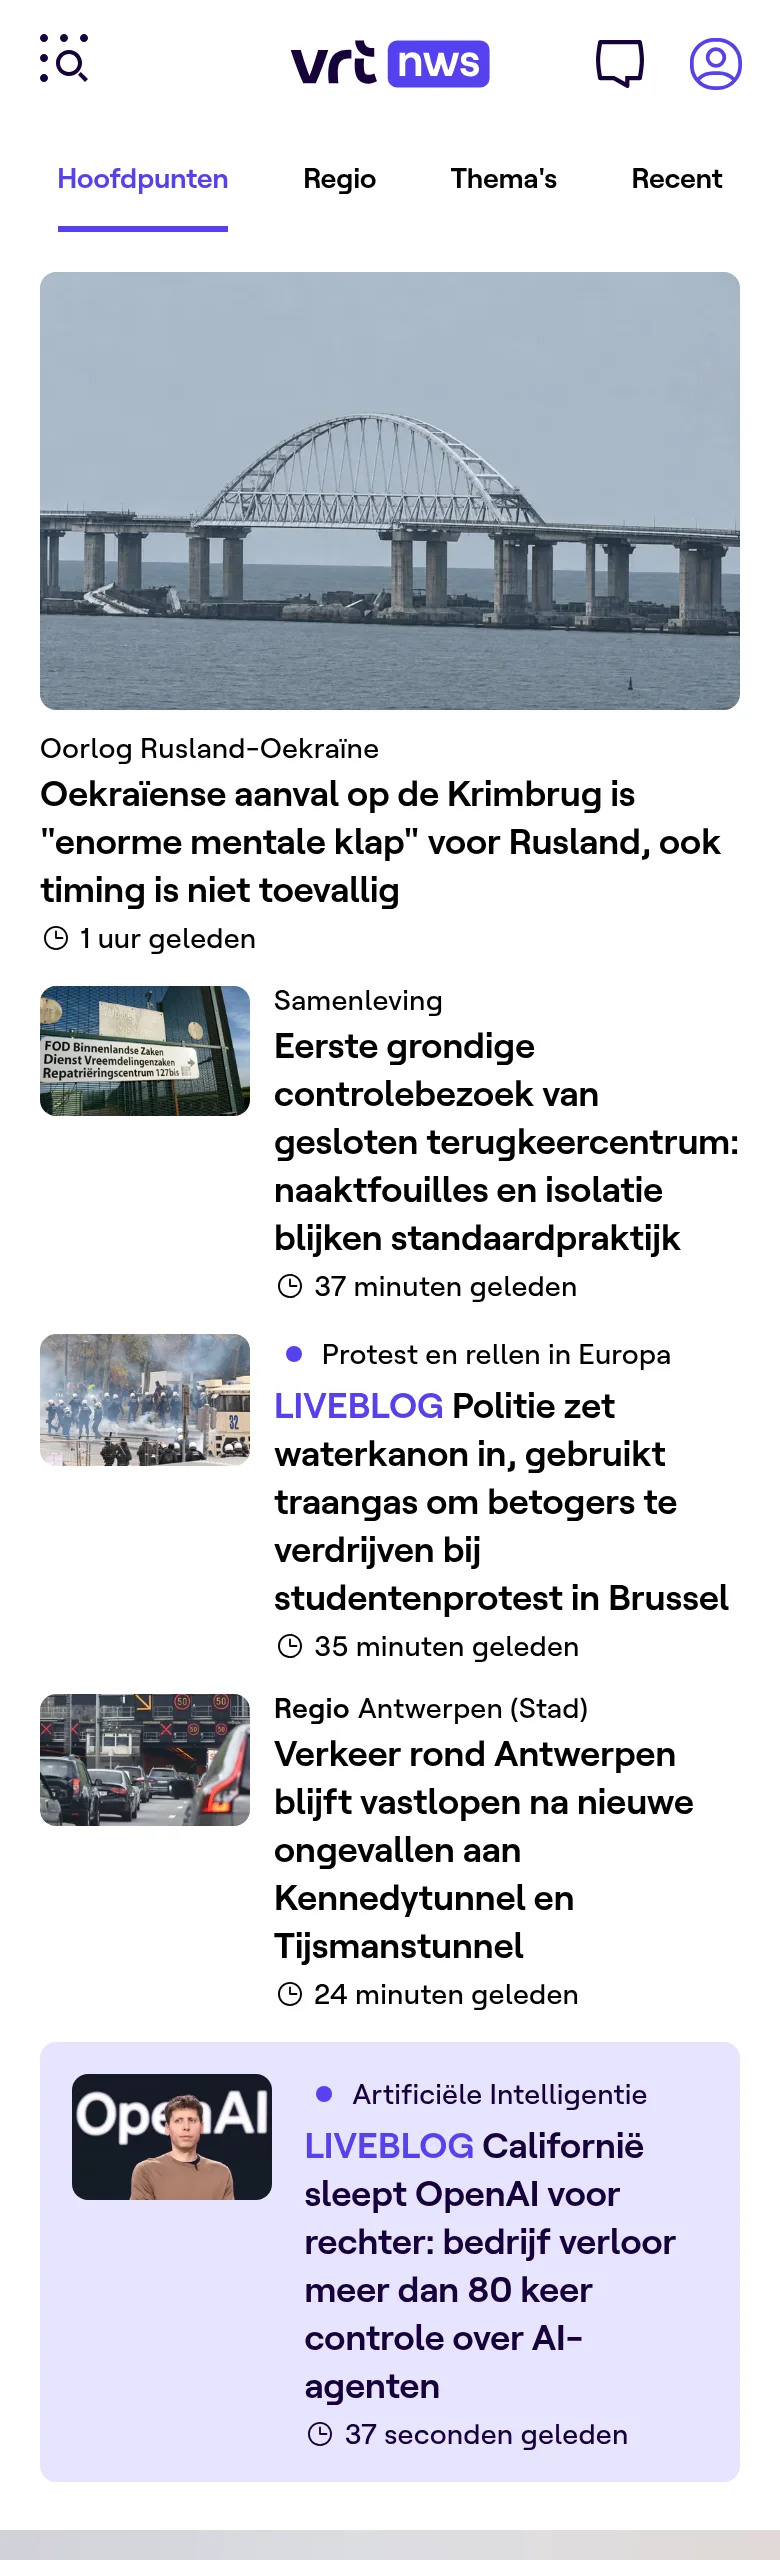 vrt nws
Hoofdpunten Regio Thema's Recent
Oorlog Rusland-Oekraïne
Oekraïense aanval op de Krimbrug is
"enorme mentale klap" voor Rusland, ook
timing is niet toevallig
1 uur geleden
FOD Binnenlandse Zaken
Dienst Vreemdelingenzaken
Repatriëringscentrum 127bis
Samenleving
Eerste grondige
controlebezoek van
gesloten terugkeercentrum:
naaktfouilles en isolatie
blijken standaardpraktijk
37 minuten geleden
32
Protest en rellen in Europa
LIVEBLOG Politie zet
waterkanon in, gebruikt
traangas om betogers te
verdrijven bij
studentenprotest in Brussel
35 minuten geleden
50 50
50 50
Regio Antwerpen (Stad)
Verkeer rond Antwerpen
blijft vastlopen na nieuwe
ongevallen aan
Kennedytunnel en
Tijsmanstunnel
24 minuten geleden
OpenAI
Artificiële Intelligentie
LIVEBLOG Californië
sleept OpenAI voor
rechter: bedrijf verloor
meer dan 80 keer
controle over AI-
agenten
37 seconden geleden